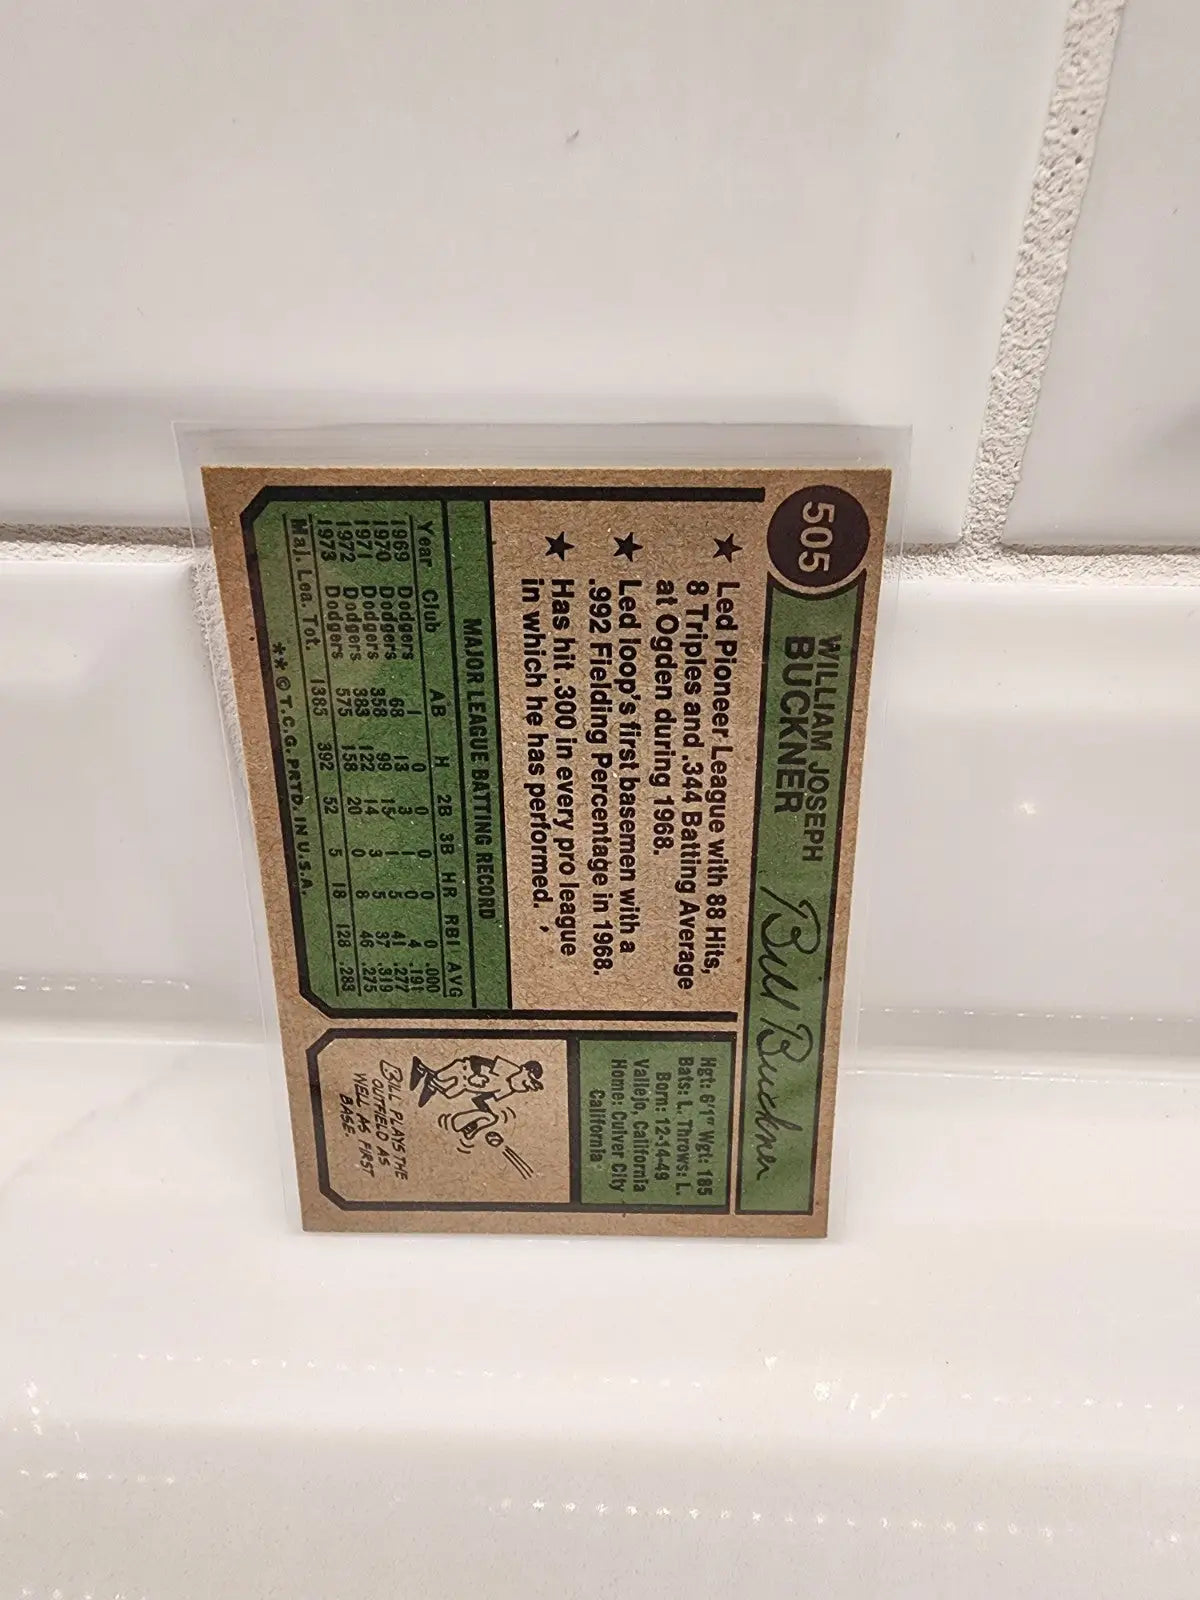 505
WILLIAM JOSEPH
BUCKNER
Bill Buckner
★ Led Pioneer League with 88 Hits,
8 Triples and .344 Batting Average
at Ogden during 1968.
★ Led loop's first basemen with a
.992 Fielding Percentage in 1968.
★ Has hit .300 in every pro league
in which he has performed.
Hgt: 6'1" Wgt: 185
Bats: L. Throws: L.
Born: 12-14-49
Vallejo, California
Home: Culver City
California
MAJOR LEAGUE BATTING RECORD
Year Club AB H 2B 3B HR RBI AVG
1969 Dodgers 1 0 0 0 0 0 .000
1970 Dodgers 68 13 3 1 0 4 .191
1971 Dodgers 358 99 15 1 5 41 .277
1972 Dodgers 383 122 14 3 5 37 .319
1973 Dodgers 575 158 20 0 8 46 .275
Maj. Lea. Tot. 1385 392 52 5 18 128 .283
** © T.C.G. PRTD. IN U.S.A.
BILL PLAYS THE
OUTFIELD AS
WELL AS FIRST
BASE.